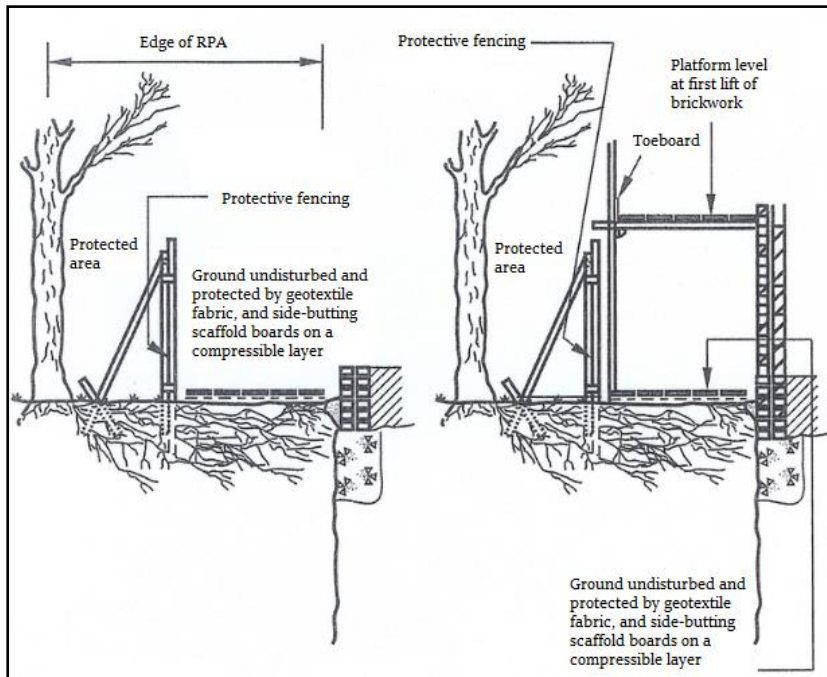 Edge of RPA
Protective fencing
Protected
area
Ground undisturbed and
protected by geotextile
fabric, and side-butting
scaffold boards on a
compressible layer
Protective fencing
Platform level
at first lift of
brickwork
Toeboard
Protected
area
Ground undisturbed and
protected by geotextile
fabric, and side-butting
scaffold boards on a
compressible layer